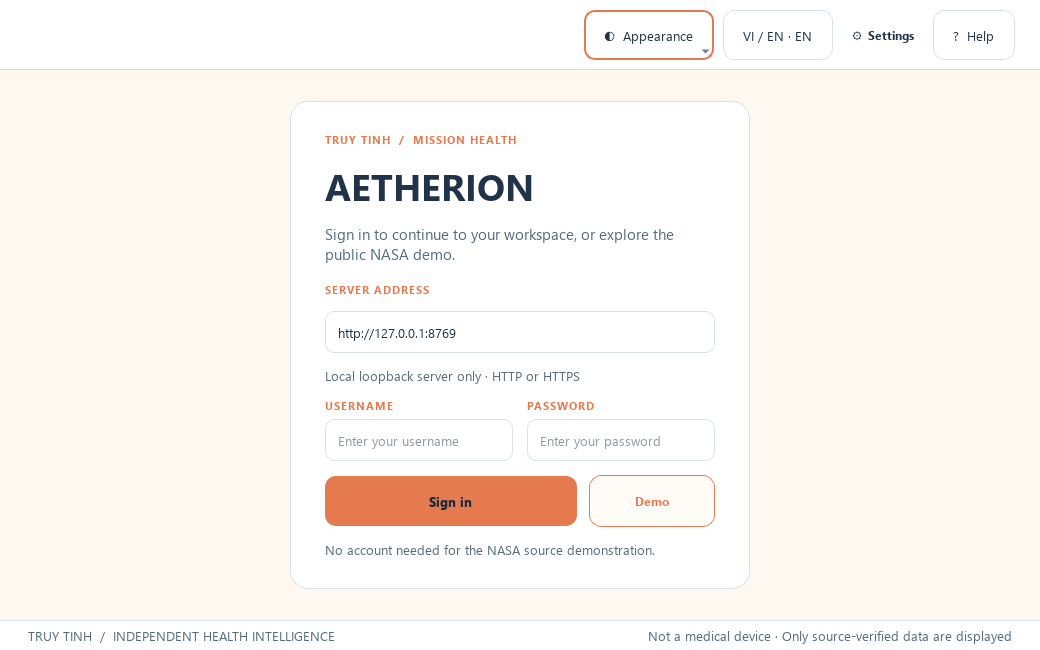 ◐ Appearance
VI / EN · EN
⚙ Settings
? Help
TRUY TINH / MISSION HEALTH
AETHERION
Sign in to continue to your workspace, or explore the
public NASA demo.
SERVER ADDRESS
http://127.0.0.1:8769
Local loopback server only · HTTP or HTTPS
USERNAME
PASSWORD
Enter your username
Enter your password
Sign in
Demo
No account needed for the NASA source demonstration.
TRUY TINH / INDEPENDENT HEALTH INTELLIGENCE
Not a medical device · Only source-verified data are displayed